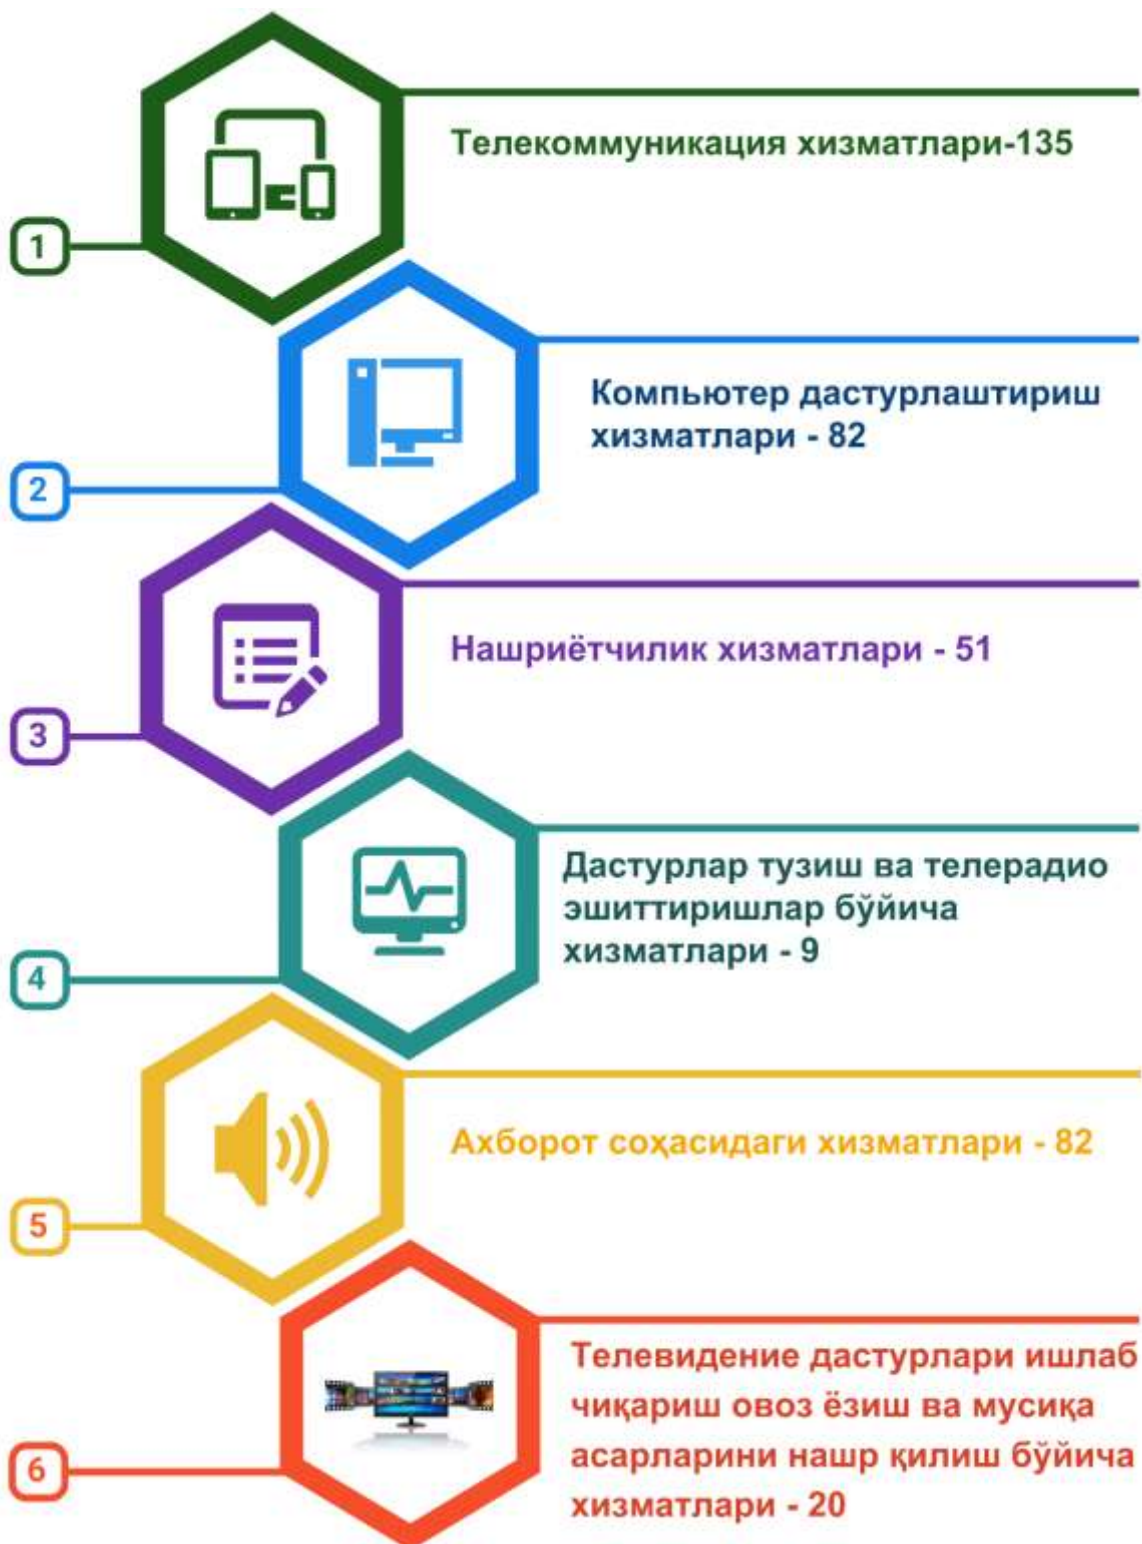 Телекоммуникация хизматлари-135
1
Компьютер дастурлаштириш
хизматлари - 82
2
Нашриётчилик хизматлари - 51
3
Дастурлар тузиш ва телерадио
эшиттиришлар бўйича
хизматлари - 9
4
Ахборот соҳасидаги хизматлари - 82
5
Телевидение дастурлари ишлаб
чиқариш овоз ёзиш ва мусиқа
асарларини нашр қилиш бўйича
хизматлари - 20
6